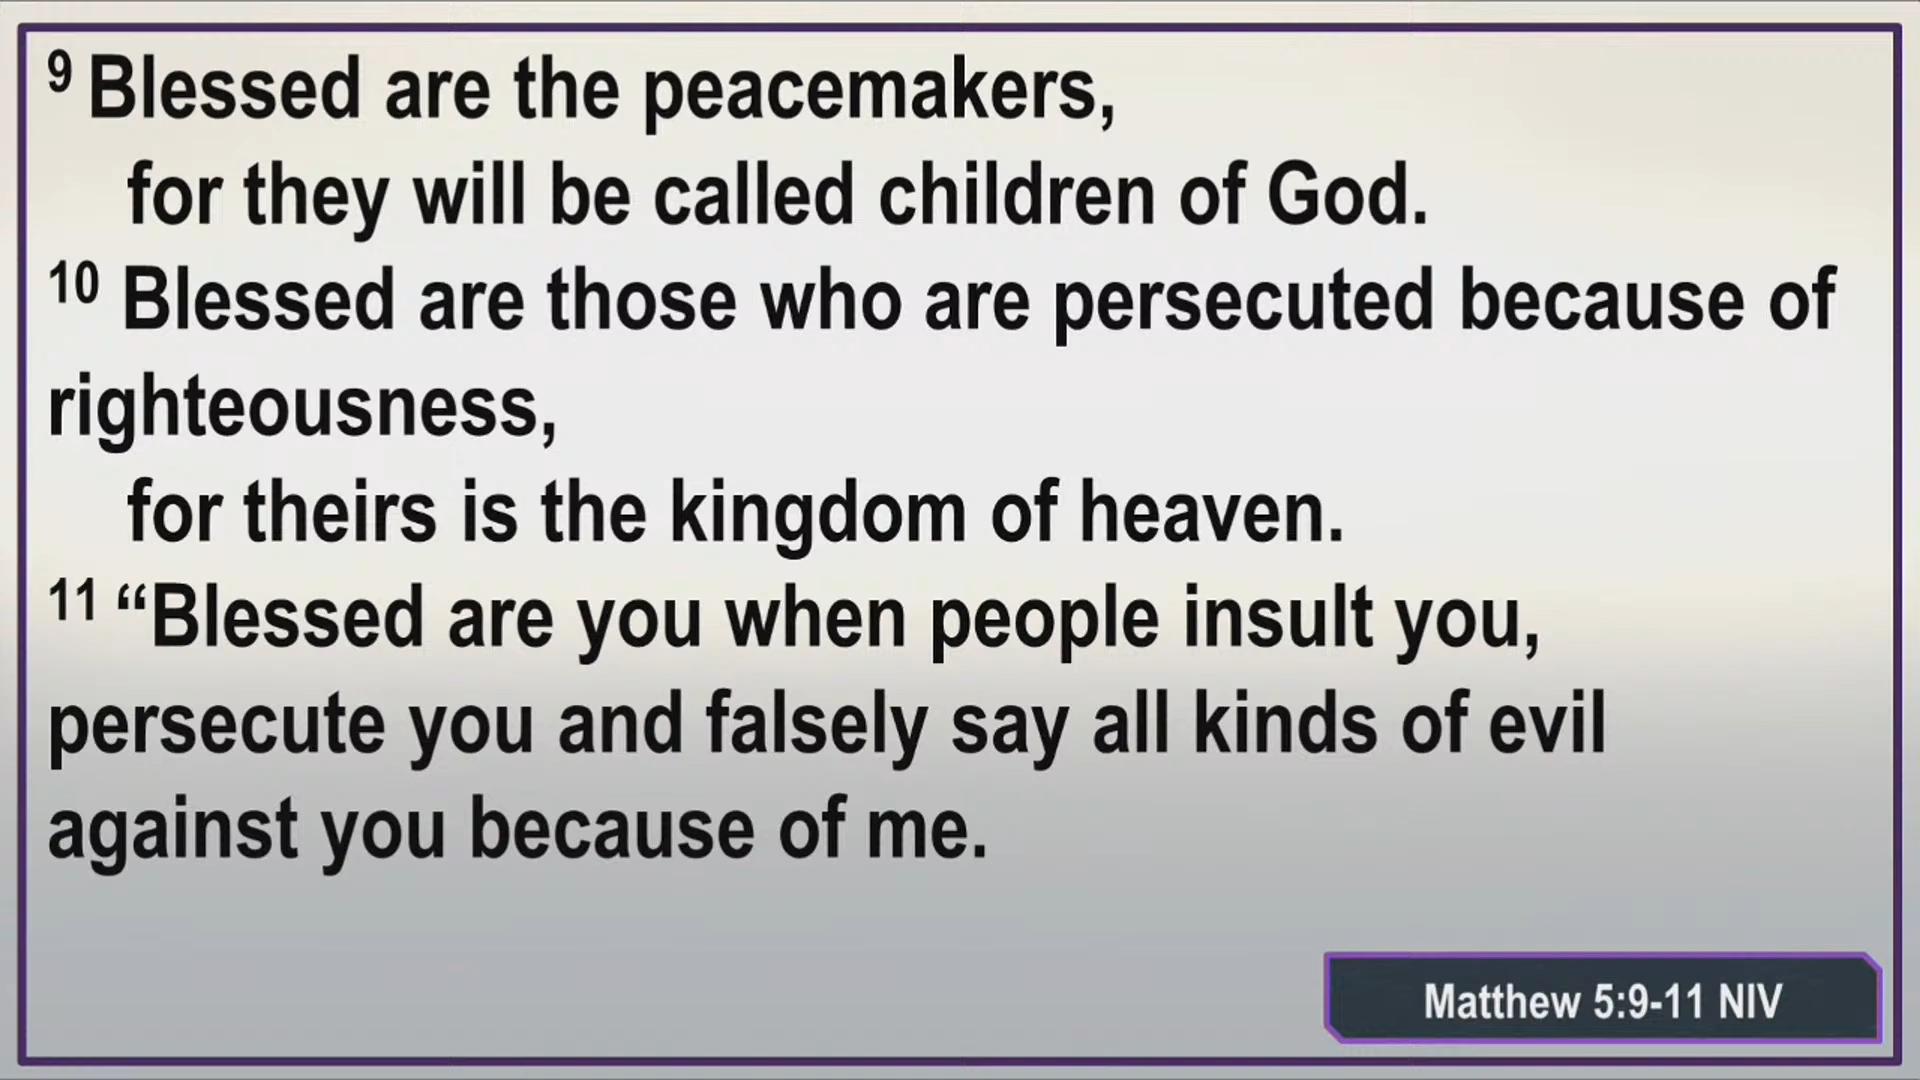 9 Blessed are the peacemakers,
for they will be called children of God.
10 Blessed are those who are persecuted because of
righteousness,
for theirs is the kingdom of heaven.
11 “Blessed are you when people insult you,
persecute you and falsely say all kinds of evil
against you because of me.
Matthew 5:9-11 NIV